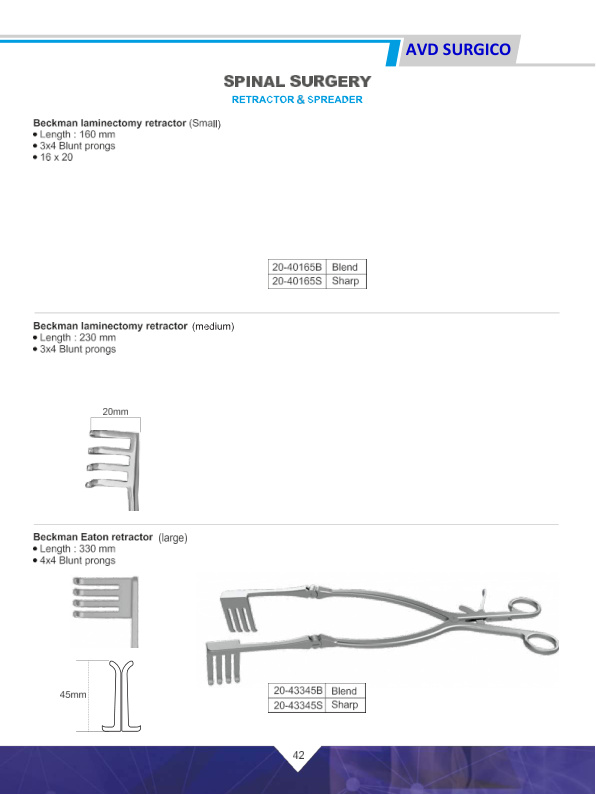 AVD SURGICO
SPINAL SURGERY
RETRACTOR & SPREADER
Beckman laminectomy retractor (Small)
• Length : 160 mm
• 3x4 Blunt prongs
• 16 x 20
20-40165B Blend
20-40165S Sharp
Beckman laminectomy retractor (medium)
• Length : 230 mm
• 3x4 Blunt prongs
20mm
Beckman Eaton retractor (large)
• Length : 330 mm
• 4x4 Blunt prongs
45mm
20-43345B Blend
20-43345S Sharp
42